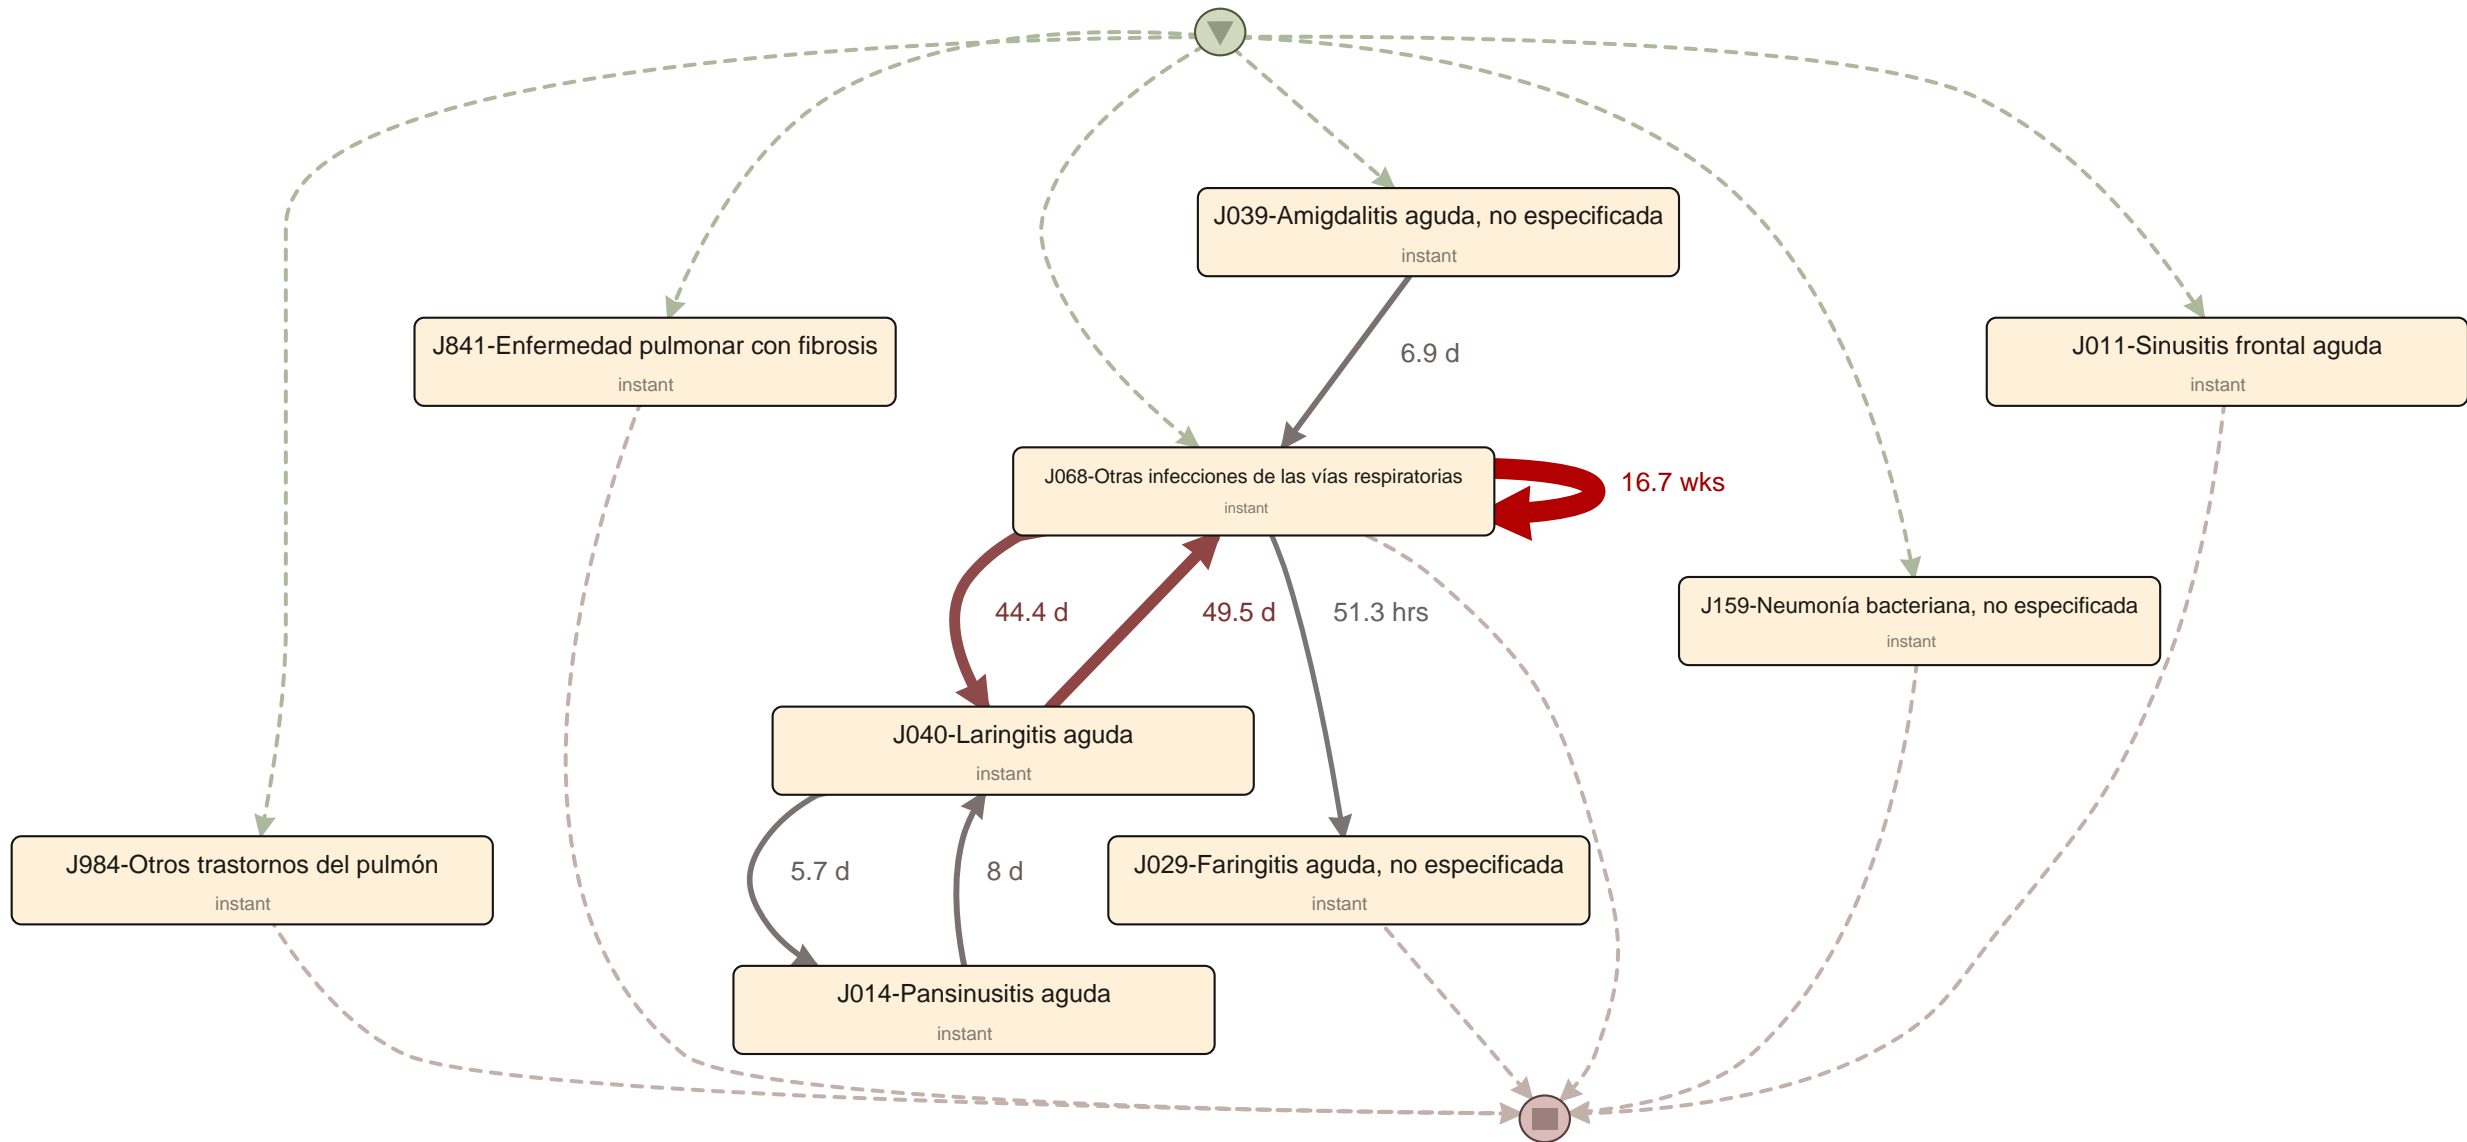 J039-Amigdalitis aguda, no especificada
instant
J841-Enfermedad pulmonar con fibrosis
instant
6.9 d
J011-Sinusitis frontal aguda
instant
J068-Otras infecciones de las vías respiratorias
instant
16.7 wks
44.4 d
49.5 d
51.3 hrs
J159-Neumonía bacteriana, no especificada
instant
J040-Laringitis aguda
instant
J984-Otros trastornos del pulmón
instant
5.7 d
8 d
J029-Faringitis aguda, no especificada
instant
J014-Pansinusitis aguda
instant